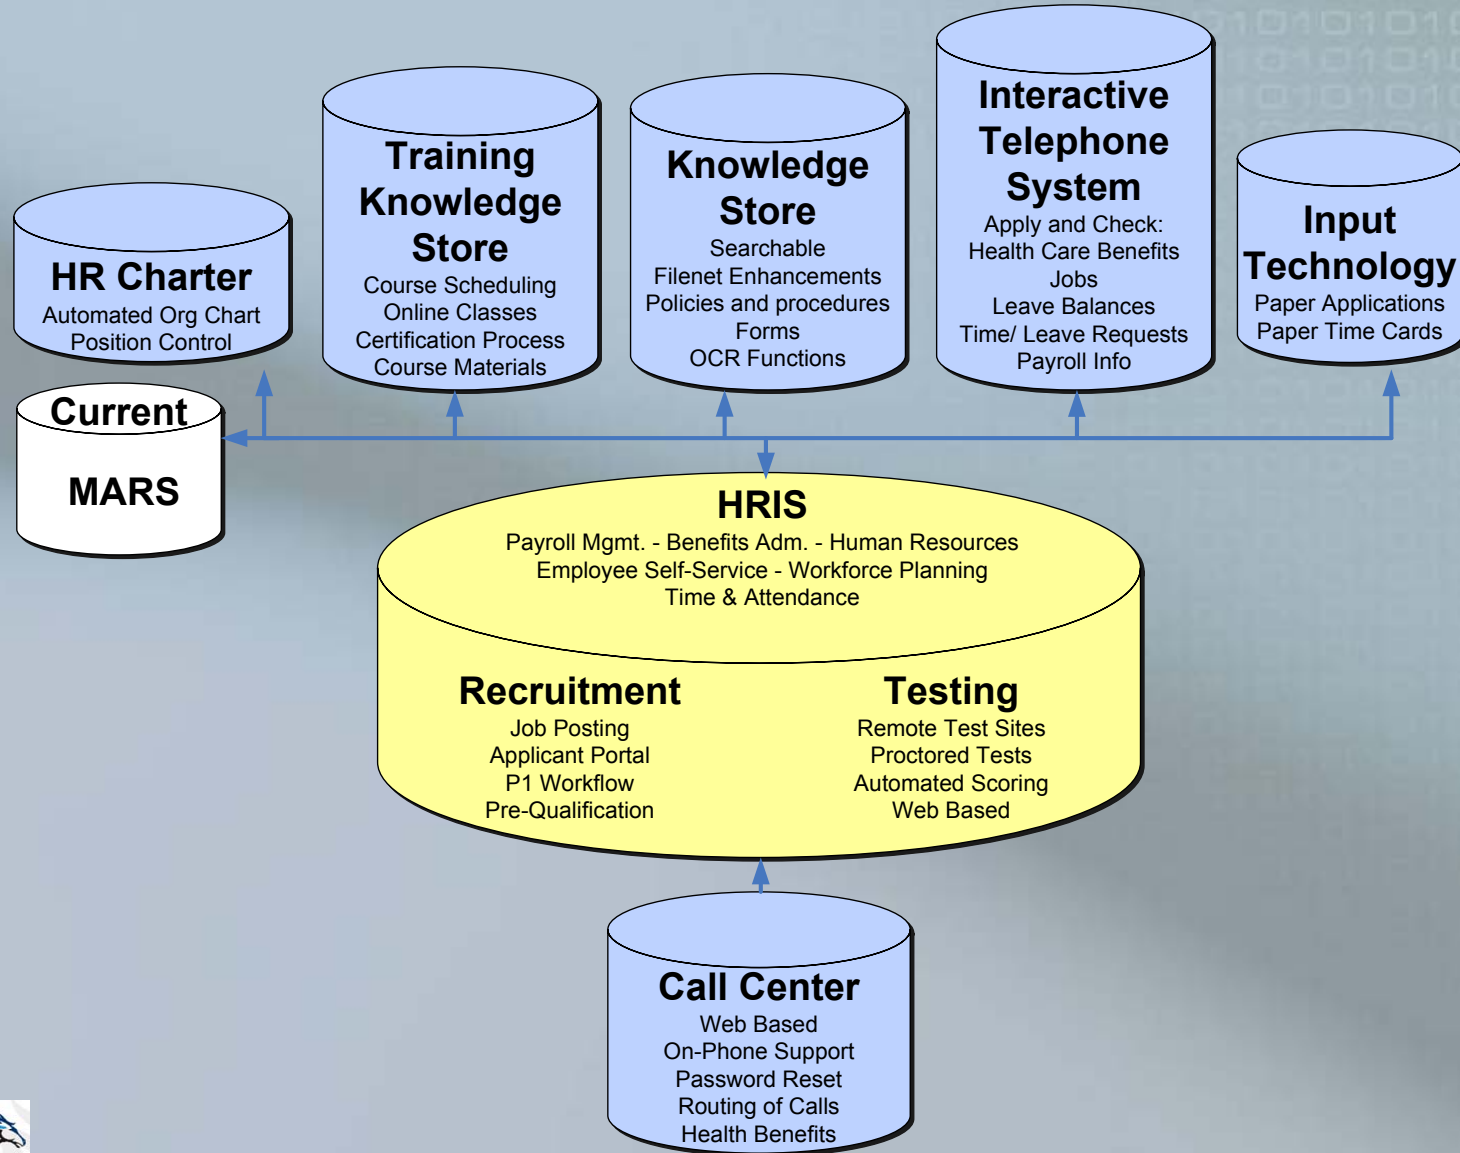 HR Charter
Automated Org Chart
Position Control
Training
Knowledge
Store
Course Scheduling
Online Classes
Certification Process
Course Materials
Knowledge
Store
Searchable
Filenet Enhancements
Policies and procedures
Forms
OCR Functions
Interactive
Telephone
System
Apply and Check:
Health Care Benefits
Jobs
Leave Balances
Time/ Leave Requests
Payroll Info
Input
Technology
Paper Applications
Paper Time Cards
Current
MARS
HRIS
Payroll Mgmt. - Benefits Adm. - Human Resources
Employee Self-Service - Workforce Planning
Time & Attendance
Recruitment
Job Posting
Applicant Portal
P1 Workflow
Pre-Qualification
Testing
Remote Test Sites
Proctored Tests
Automated Scoring
Web Based
Call Center
Web Based
On-Phone Support
Password Reset
Routing of Calls
Health Benefits